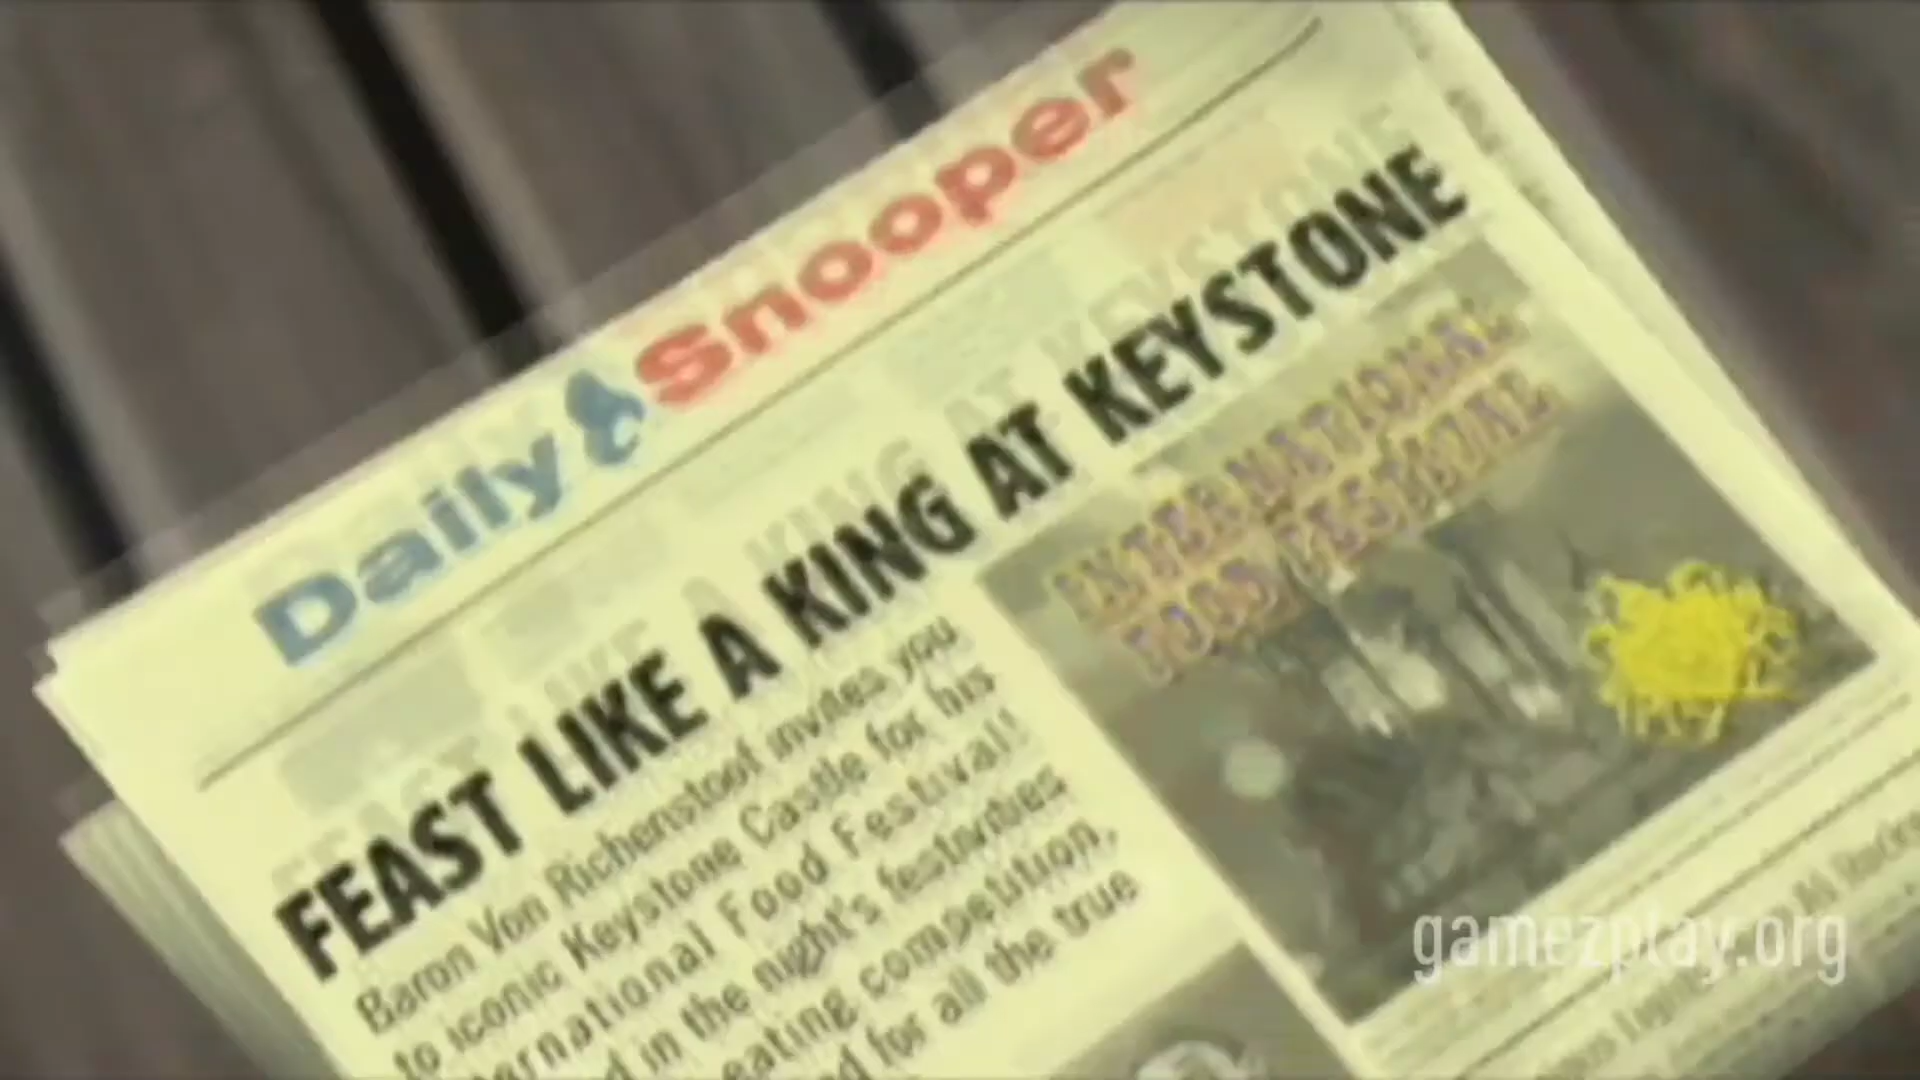 Daily Snooper
FEAST LIKE A KING AT KEYSTONE
Baron Von Richenstoof invites you
to iconic Keystone Castle for his
ernational Food Festival!
d in the night's festivities
eating competition,
d for all the true
INTERNATIONAL
FOOD FESTIVAL
gamezplay.org